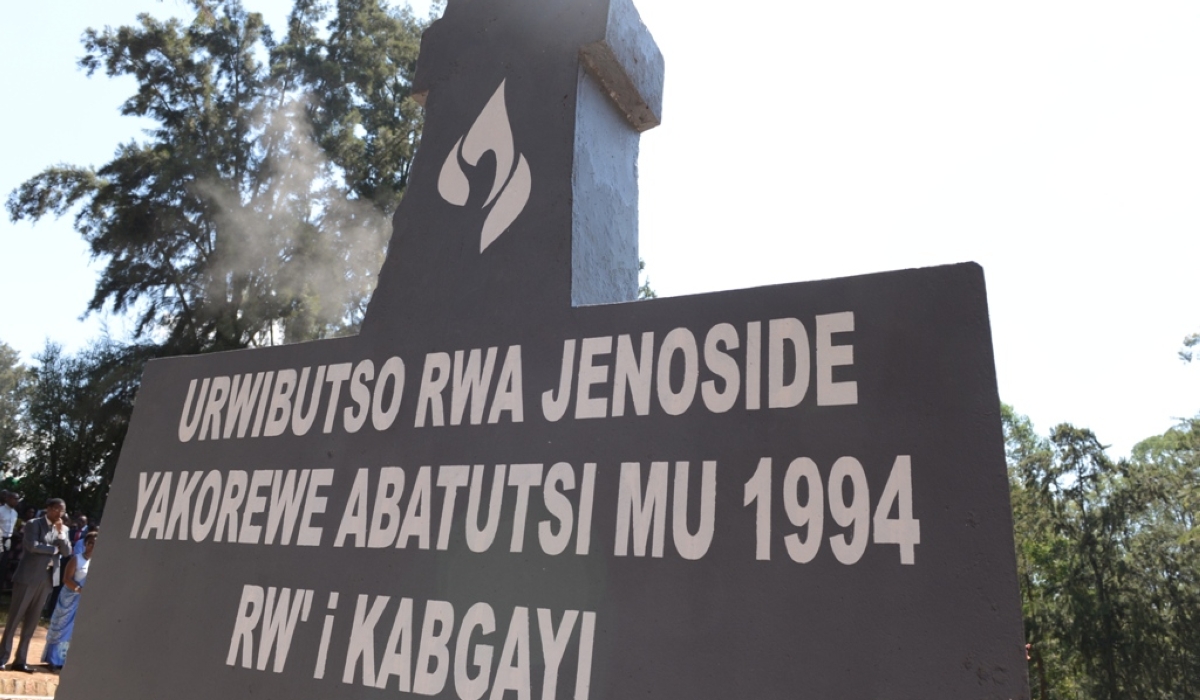 URWIBUTSO RWA JENOSIDE
YAKOREWE ABATUTSI MU 1994
RW' i KABGAYI